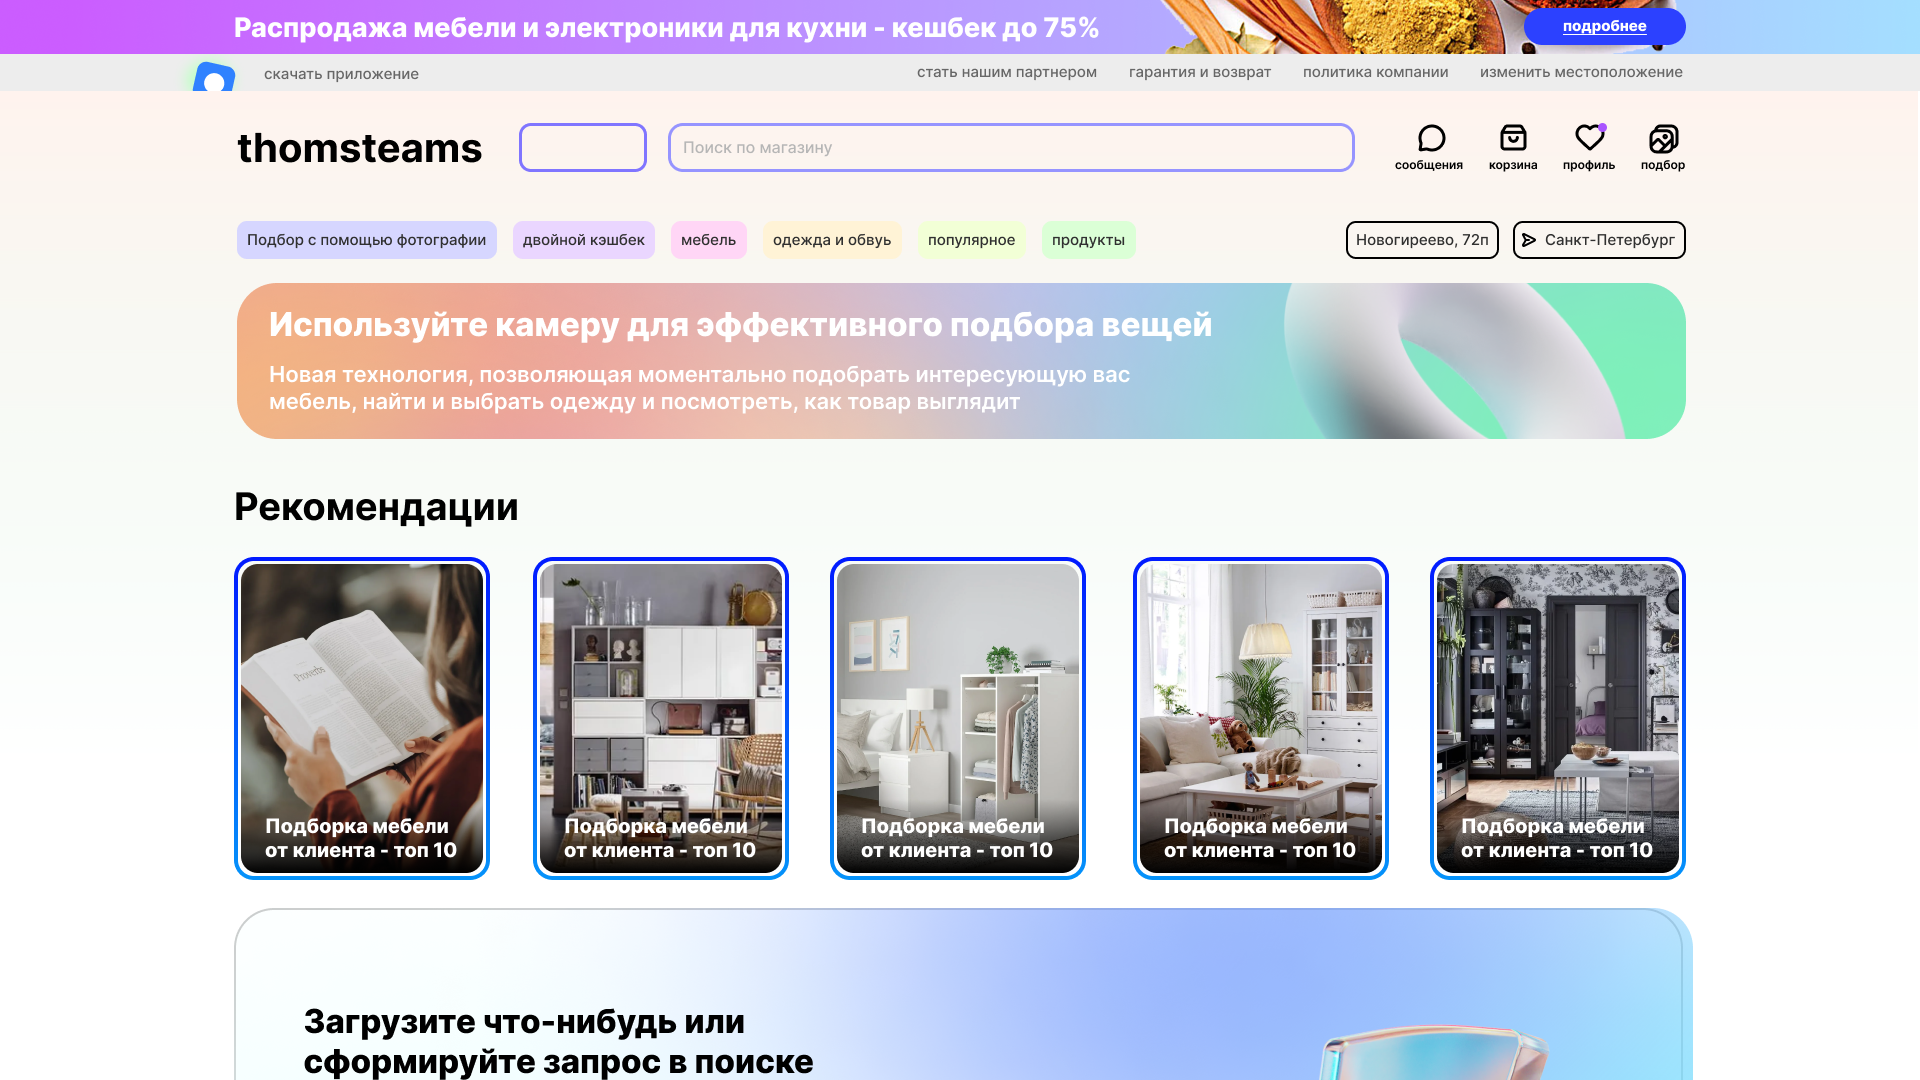 Распродажа мебели и электроники для кухни - кешбек до 75%
подробнее
скачать приложение
стать нашим партнером
гарантия и возврат
политика компании
изменить местоположение
thomsteams
Поиск по магазину
сообщения
корзина
профиль
подбор
Подбор с помощью фотографии
двойной кэшбек
мебель
одежда и обвуь
популярное
продукты
Новогиреево, 72п
Санкт-Петербург
Используйте камеру для эффективного подбора вещей
Новая технология, позволяющая моментально подобрать интересующую вас
мебель, найти и выбрать одежду и посмотреть, как товар выглядит
Рекомендации
Proverbs
Подборка мебели
от клиента - топ 10
Подборка мебели
от клиента - топ 10
Подборка мебели
от клиента - топ 10
Подборка мебели
от клиента - топ 10
Подборка мебели
от клиента - топ 10
Загрузите что-нибудь или
сформируйте запрос в поиске